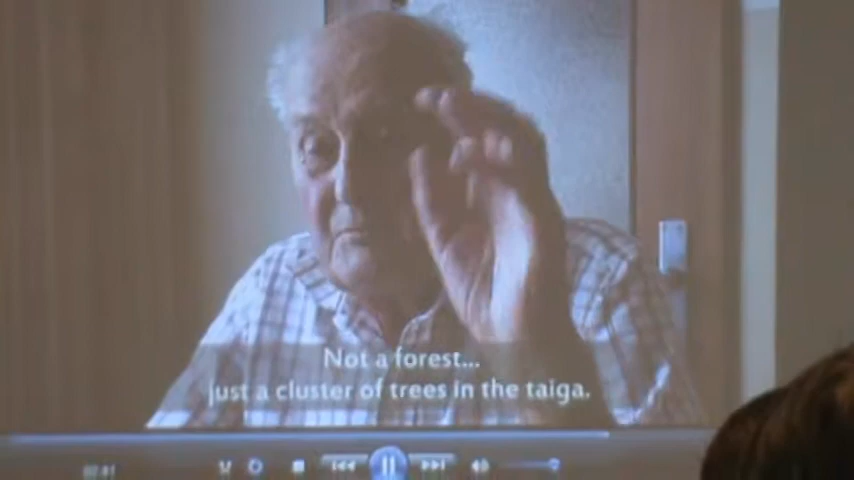 Not a forest...
just a cluster of trees in the taiga.